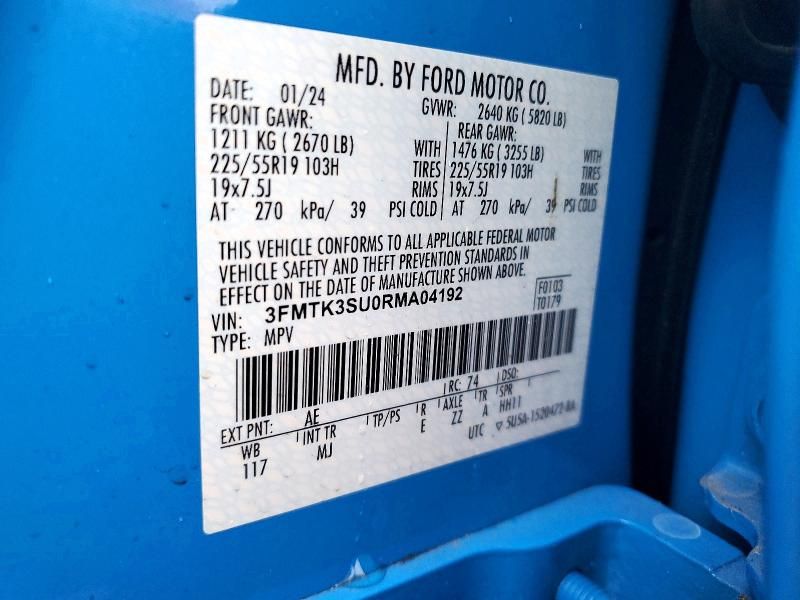 MFD. BY FORD MOTOR CO.
DATE: 01/24 GVWR: 2640 KG ( 5820 LB)
FRONT GAWR: REAR GAWR:
1211 KG ( 2670 LB) WITH 1476 KG ( 3255 LB) WITH
225/55R19 103H TIRES 225/55R19 103H TIRES
19x7.5J RIMS 19x7.5J RIMS
AT 270 kPa/ 39 PSI COLD AT 270 kPa/ 39 PSI COLD
THIS VEHICLE CONFORMS TO ALL APPLICABLE FEDERAL MOTOR
VEHICLE SAFETY AND THEFT PREVENTION STANDARDS IN
EFFECT ON THE DATE OF MANUFACTURE SHOWN ABOVE.
VIN: 3FMTK3SU0RMA04192 F0103
TYPE: MPV T0179
EXT PNT: AE RC: 74 DSO:
WB INT TR TP/PS R AXLE TR SPR
117 MJ E ZZ A HH11
UTC ▽ 5U5A-1520472-BA